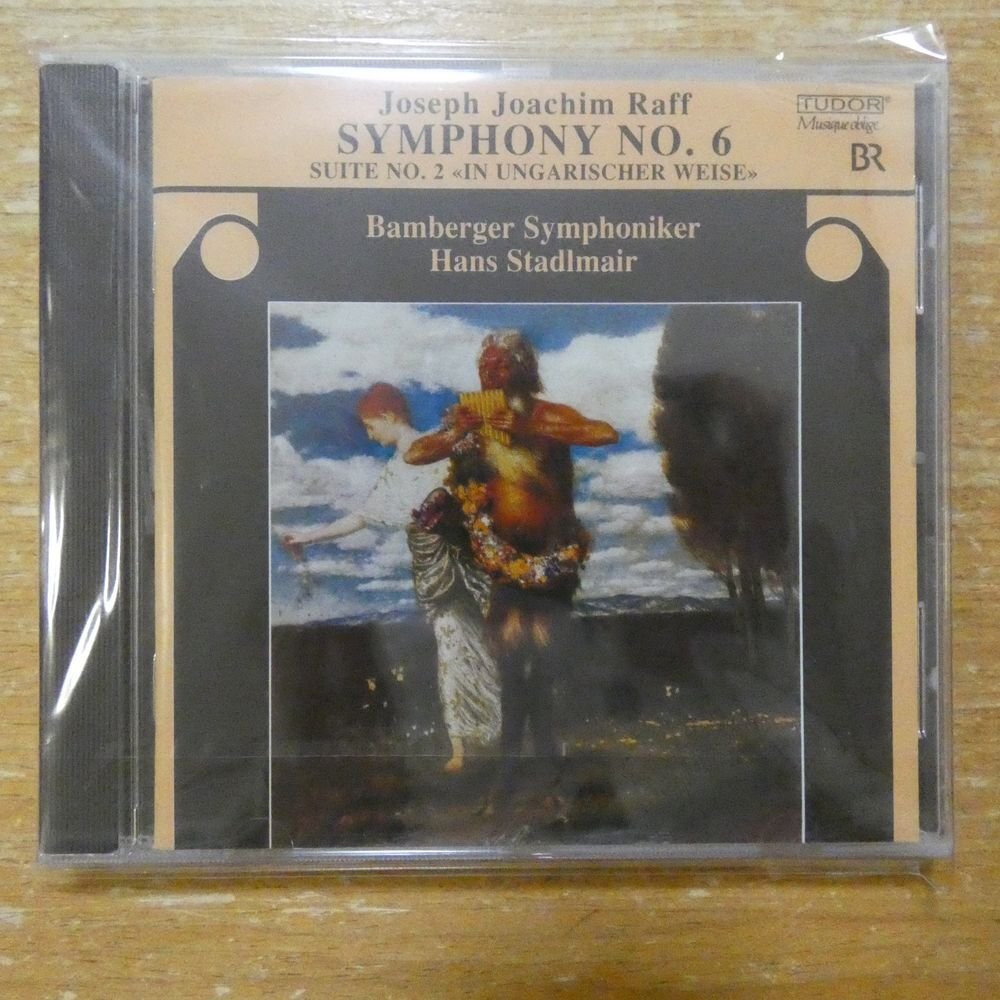 Joseph Joachim Raff
SYMPHONY NO. 6
SUITE NO. 2 «IN UNGARISCHER WEISE»
TUDOR®
Musique oblige
BR
Bamberger Symphoniker
Hans Stadlmair